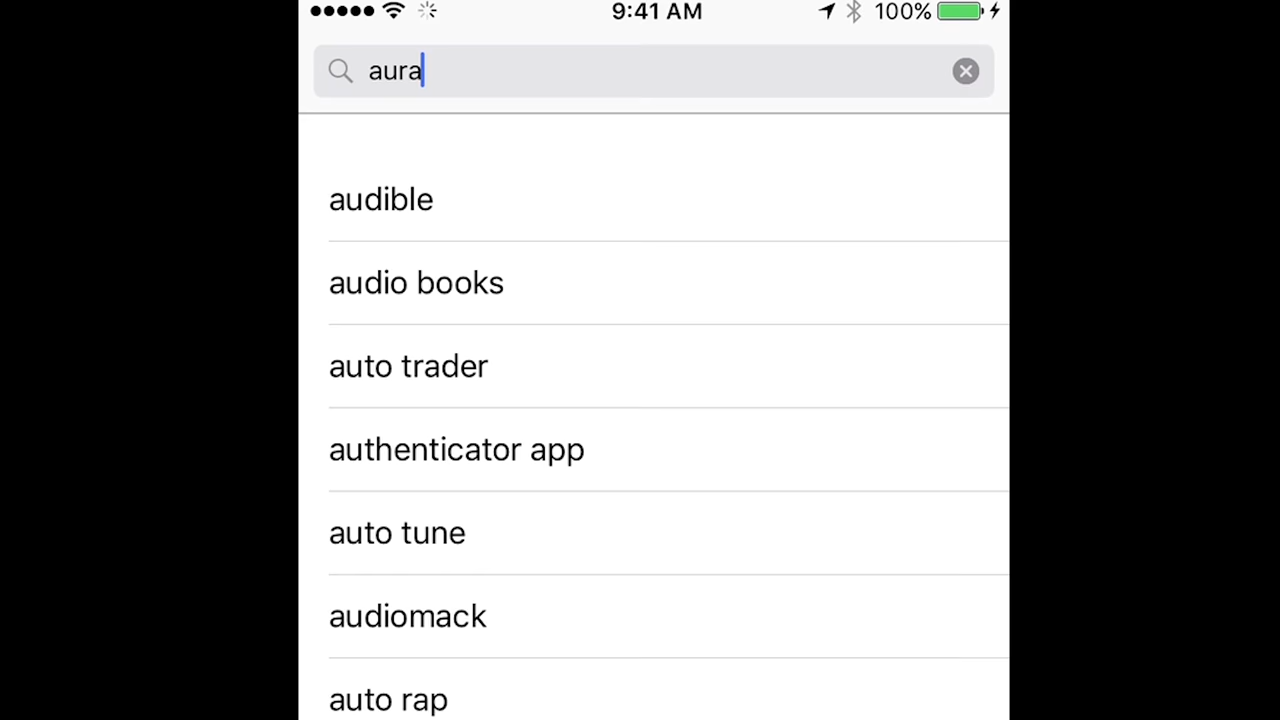 9:41 AM 100%
aura
audible
audio books
auto trader
authenticator app
auto tune
audiomack
auto rap